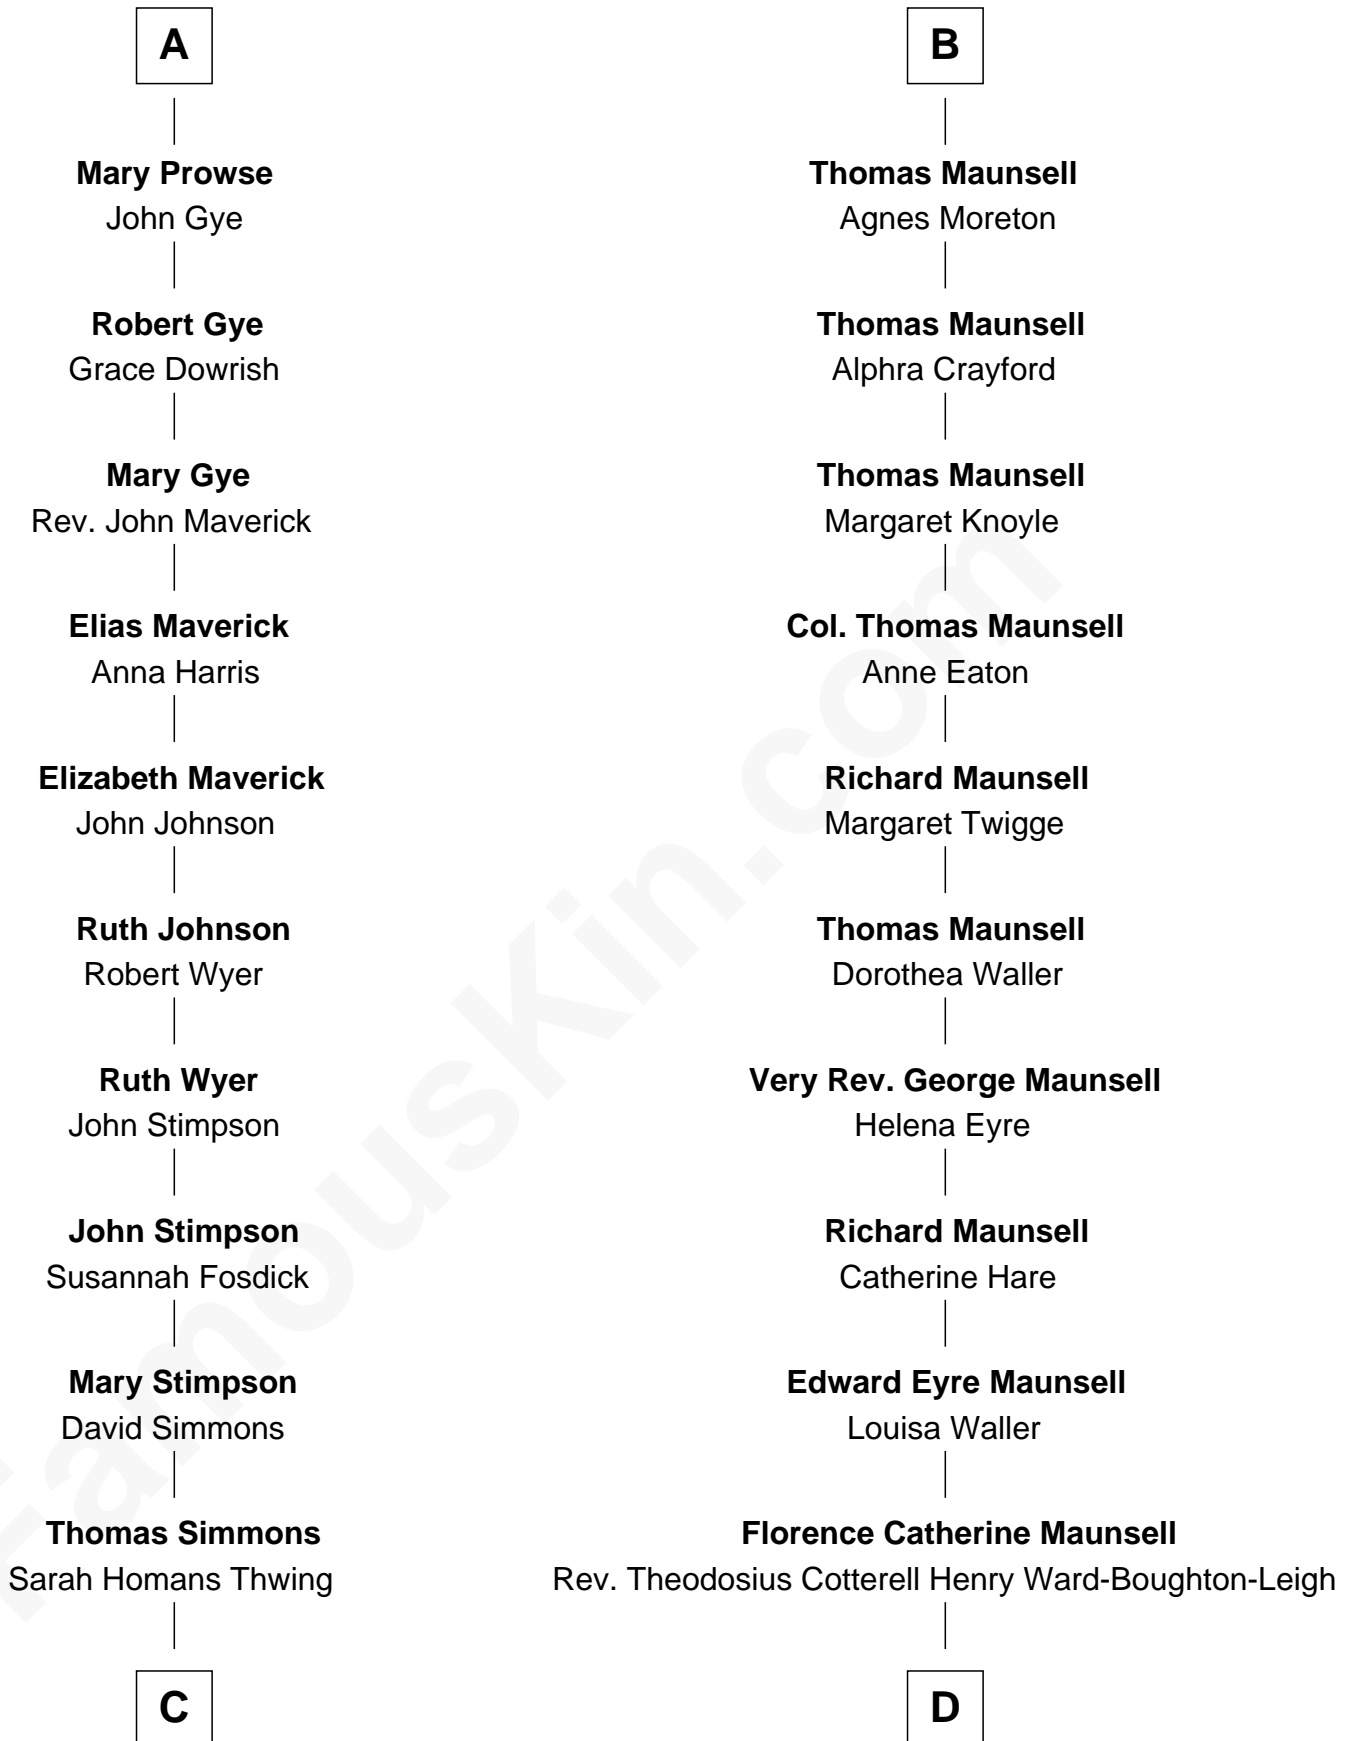 A
Mary Prowse
John Gye
Robert Gye
Grace Dowrish
Mary Gye
Rev. John Maverick
Elias Maverick
Anna Harris
Elizabeth Maverick
John Johnson
Ruth Johnson
Robert Wyer
Ruth Wyer
John Stimpson
John Stimpson
Susannah Fosdick
Mary Stimpson
David Simmons
Thomas Simmons
Sarah Homans Thwing
C
B
Thomas Maunsell
Agnes Moreton
Thomas Maunsell
Alphra Crayford
Thomas Maunsell
Margaret Knoyle
Col. Thomas Maunsell
Anne Eaton
Richard Maunsell
Margaret Twigge
Thomas Maunsell
Dorothea Waller
Very Rev. George Maunsell
Helena Eyre
Richard Maunsell
Catherine Hare
Edward Eyre Maunsell
Louisa Waller
Florence Catherine Maunsell
Rev. Theodosius Cotterell Henry Ward-Boughton-Leigh
D
FamousKin.com